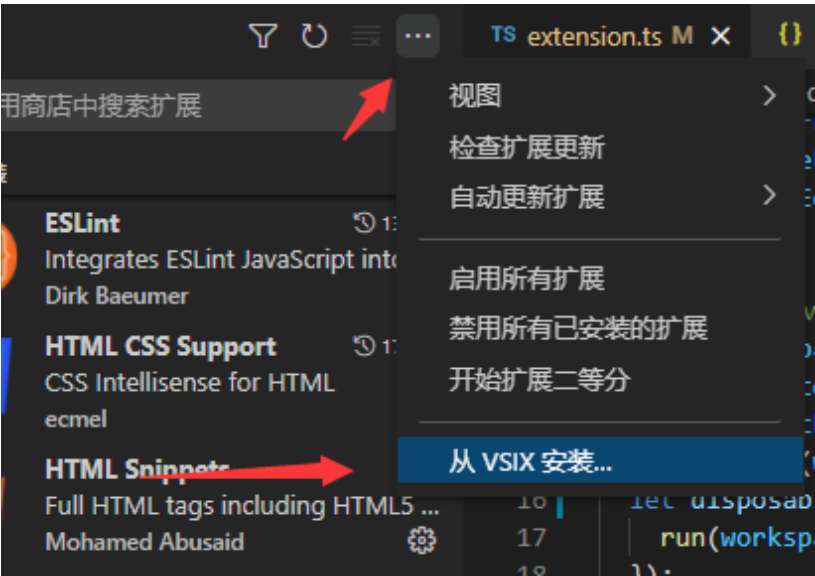 TS extension.ts M
{}
用商店中搜索扩展
视图
检查扩展更新
自动更新扩展
启用所有扩展
禁用所有已安装的扩展
开始扩展二等分
从 VSIX 安装...
ESLint
Integrates ESLint JavaScript into
Dirk Baeumer
HTML CSS Support
CSS Intellisense for HTML
ecmel
HTML Snippets
Full HTML tags including HTML5 ...
Mohamed Abusaid
16 let disposab
17 run(worksp
18 });